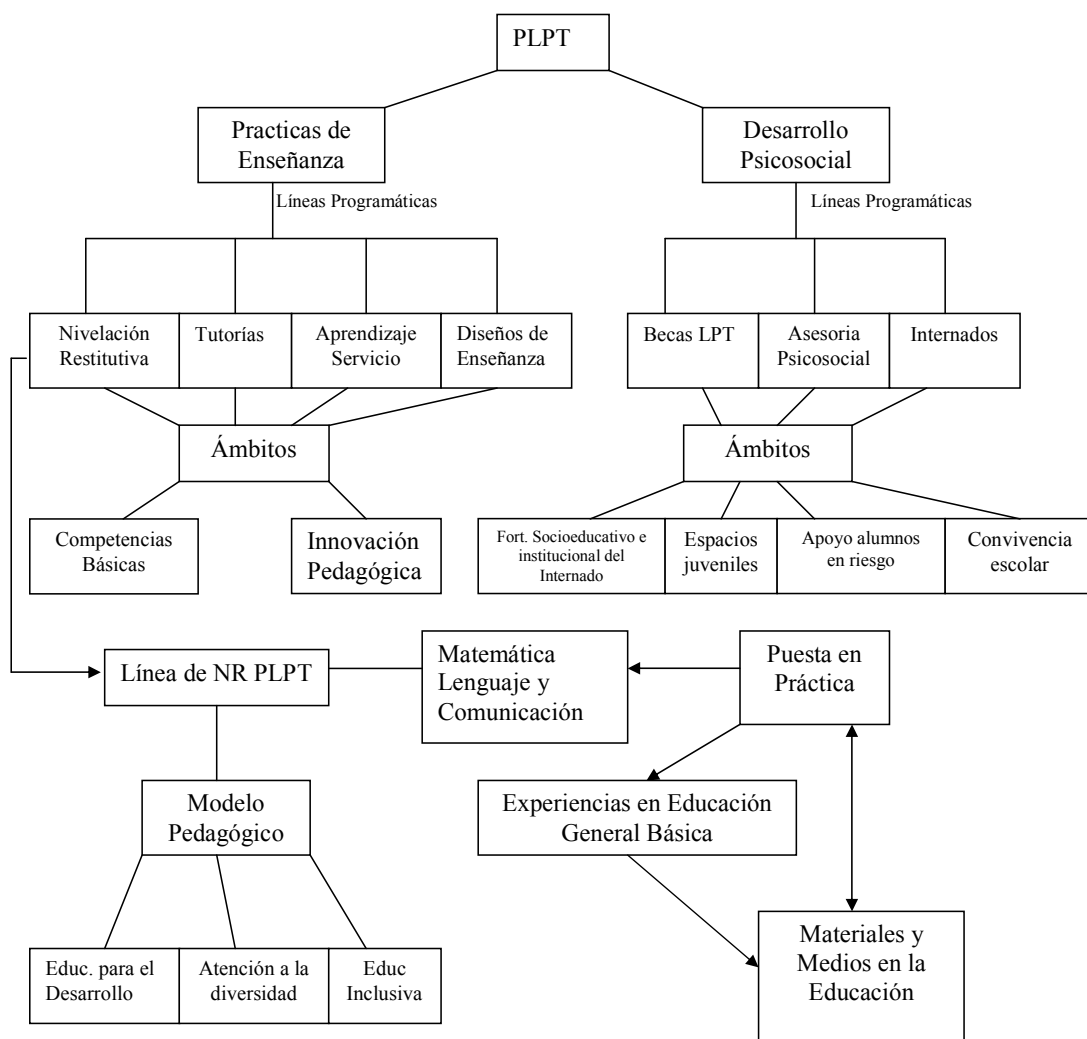 PLPT
Practicas de
Enseñanza
Desarrollo
Psicosocial
Líneas Programáticas
Líneas Programáticas
Nivelación
Restitutiva
Tutorías
Aprendizaje
Servicio
Diseños de
Enseñanza
Becas LPT
Asesoria
Psicosocial
Internados
Ámbitos
Ámbitos
Competencias
Básicas
Innovación
Pedagógica
Fort. Socioeducativo e
institucional del
Internado
Espacios
juveniles
Apoyo alumnos
en riesgo
Convivencia
escolar
Línea de NR PLPT
Matemática
Lenguaje y
Comunicación
Puesta en
Práctica
Modelo
Pedagógico
Experiencias en Educación
General Básica
Educ. para el
Desarrollo
Atención a la
diversidad
Educ
Inclusiva
Materiales y
Medios en la
Educación